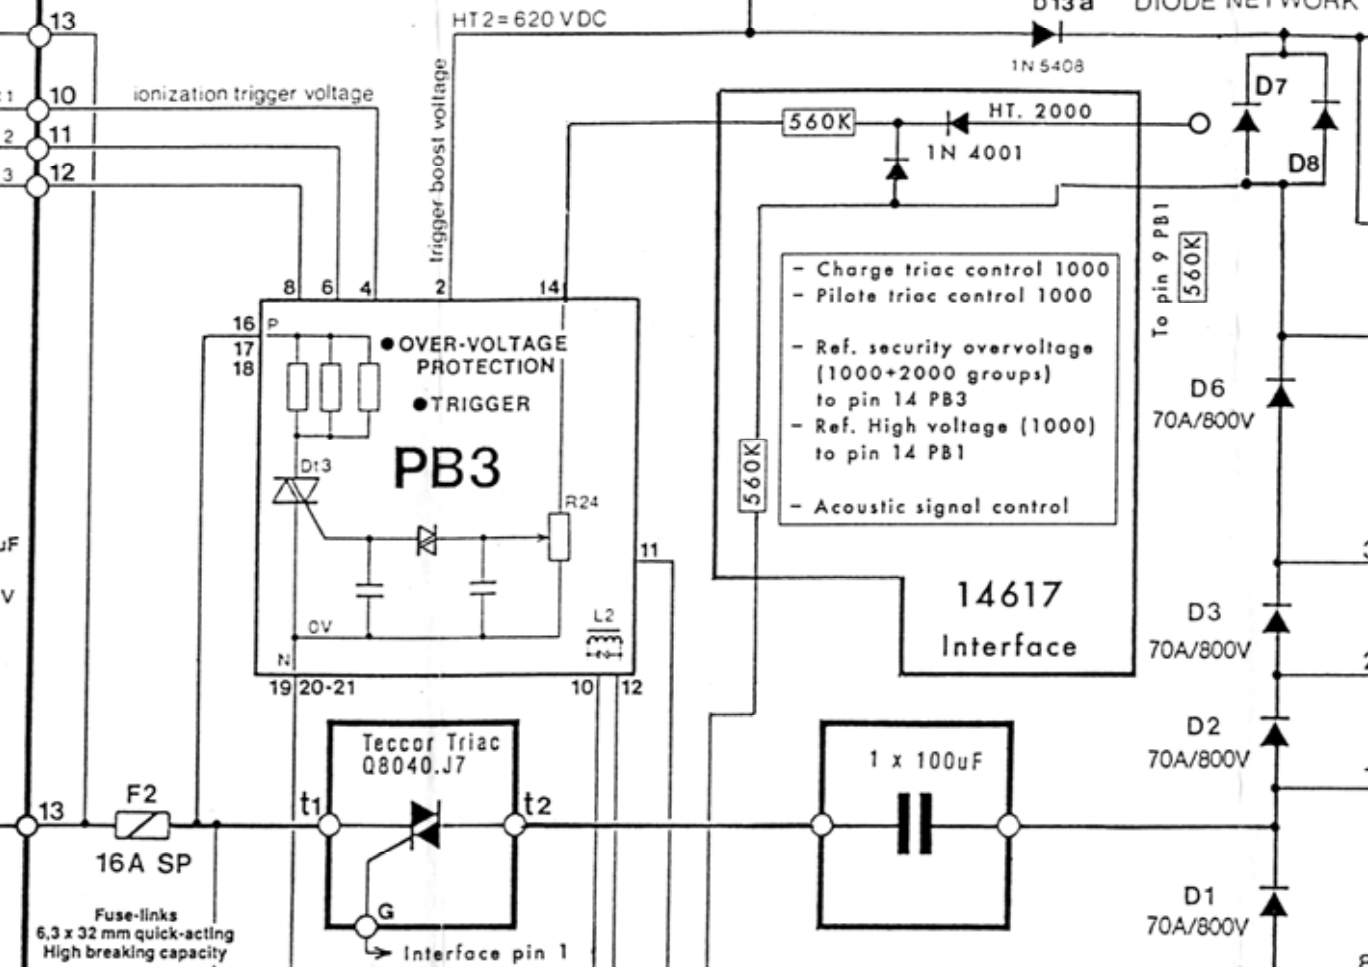 13
HT2=620 VDC
D13a
DIODE NETWORK
1N 5408
10
ionization trigger voltage
11
2
12
3
trigger boost voltage
560K
HT. 2000
1N 4001
D7
D8
To pin 9 PB1
560K
8
6
4
2
14
16
17
18
P
OVER-VOLTAGE
PROTECTION
TRIGGER
PB3
Dt3
R24
0V
N
L2
11
19 20-21
10
12
- Charge triac control 1000
- Pilote triac control 1000
- Ref. security overvoltage
(1000+2000 groups)
to pin 14 PB3
- Ref. High voltage (1000)
to pin 14 PB1
- Acoustic signal control
560K
14617
Interface
D6
70A/800V
D3
70A/800V
D2
70A/800V
D1
70A/800V
uF
V
Teccor Triac
Q8040.J7
t1
t2
G
Interface pin 1
1 x 100uF
13
F2
16A SP
Fuse-links
6,3 x 32 mm quick-acting
High breaking capacity